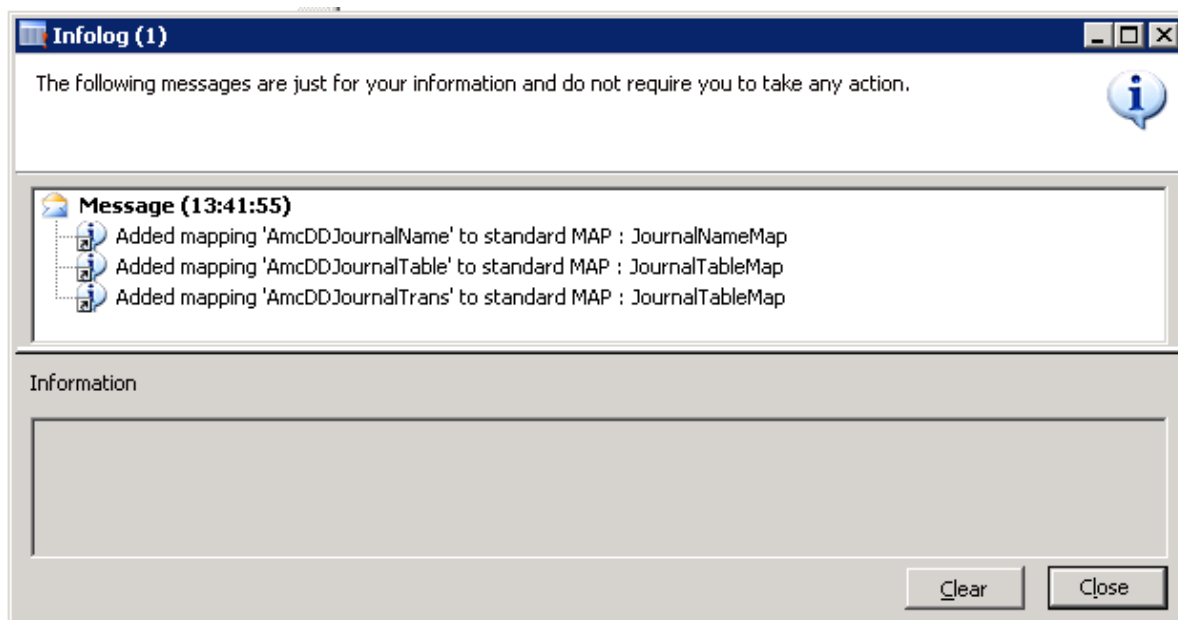 Infolog (1)
The following messages are just for your information and do not require you to take any action.
Message (13:41:55)
Added mapping 'AmcDDJournalName' to standard MAP : JournalNameMap
Added mapping 'AmcDDJournalTable' to standard MAP : JournalTableMap
Added mapping 'AmcDDJournalTrans' to standard MAP : JournalTableMap
Information
Clear Close